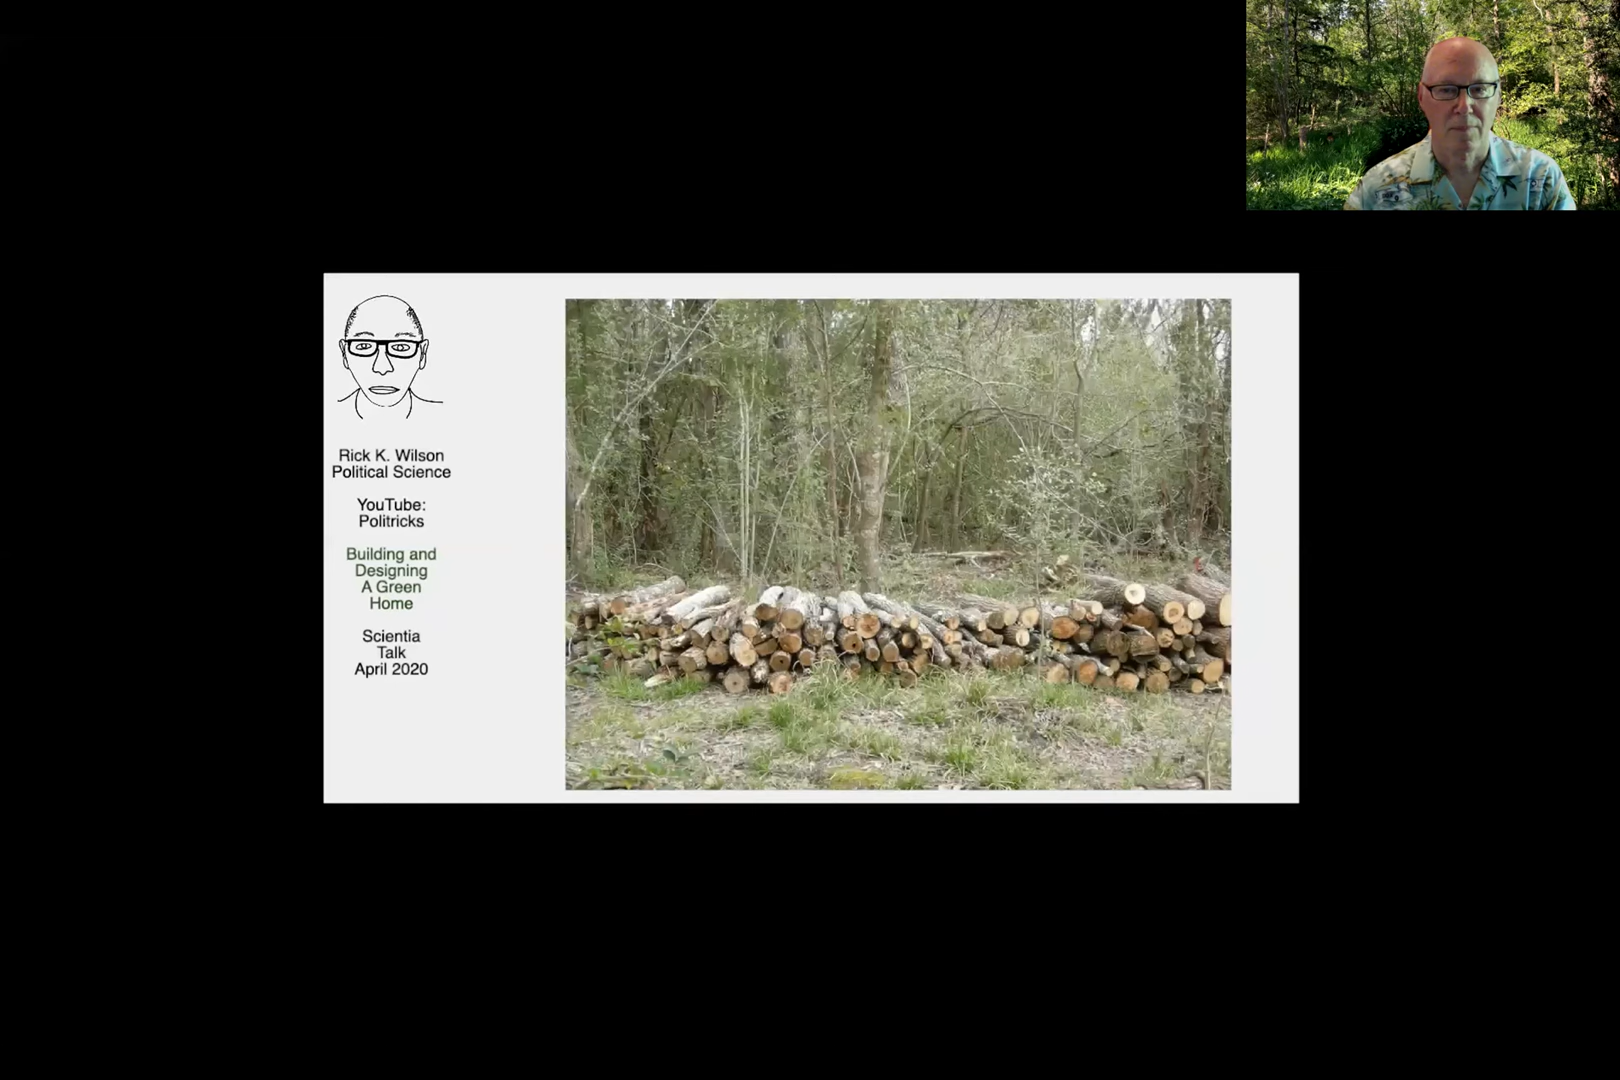 Rick K. Wilson
Political Science
YouTube:
Politricks
Building and
Designing
A Green
Home
Scientia
Talk
April 2020